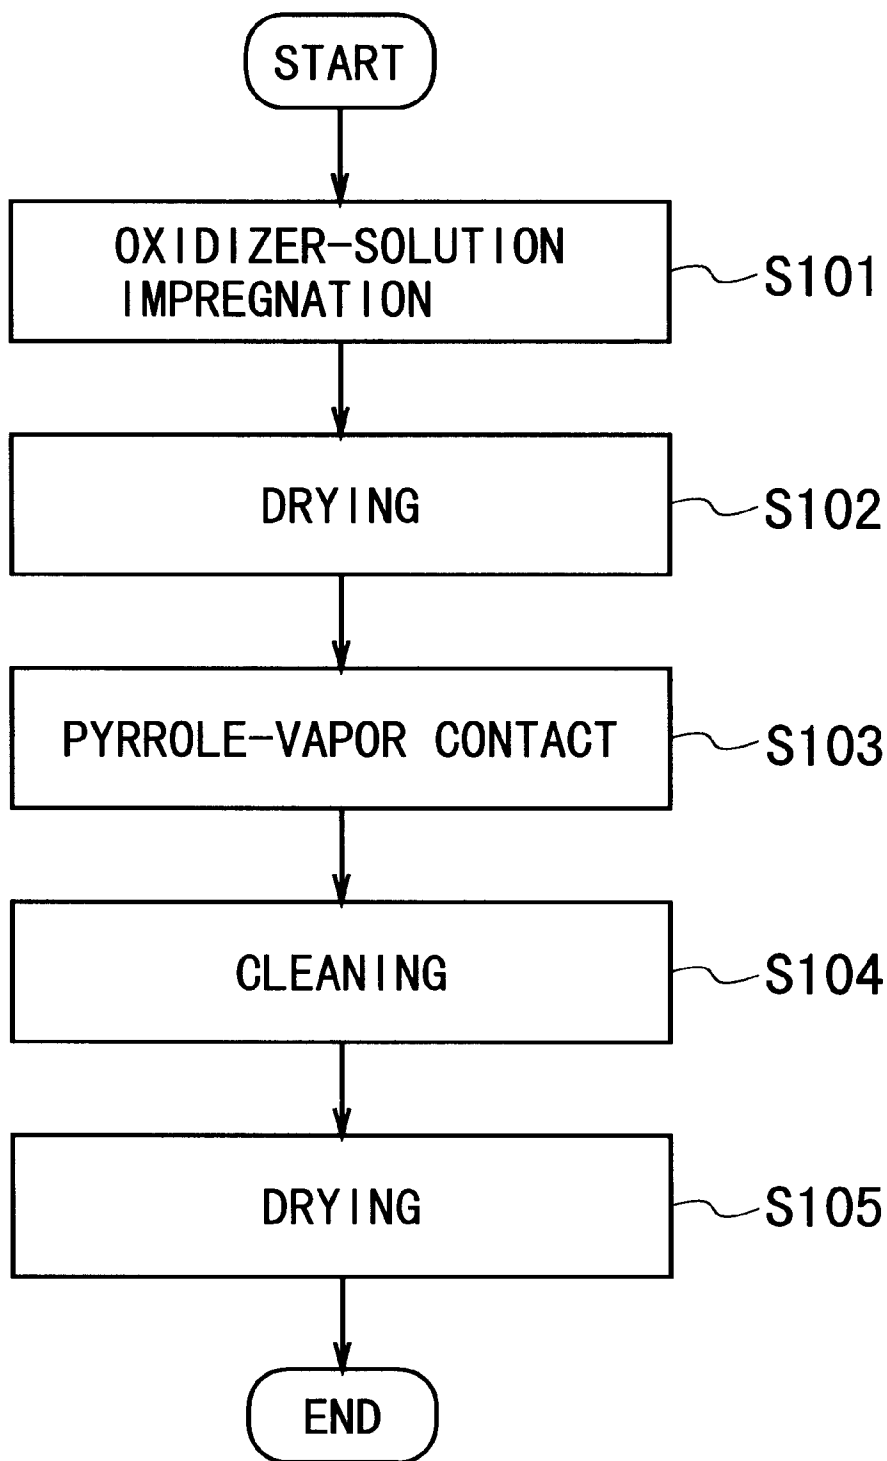 START
OXIDIZER-SOLUTION
IMPREGNATION
S101
DRYING
S102
PYRROLE-VAPOR CONTACT
S103
CLEANING
S104
DRYING
S105
END